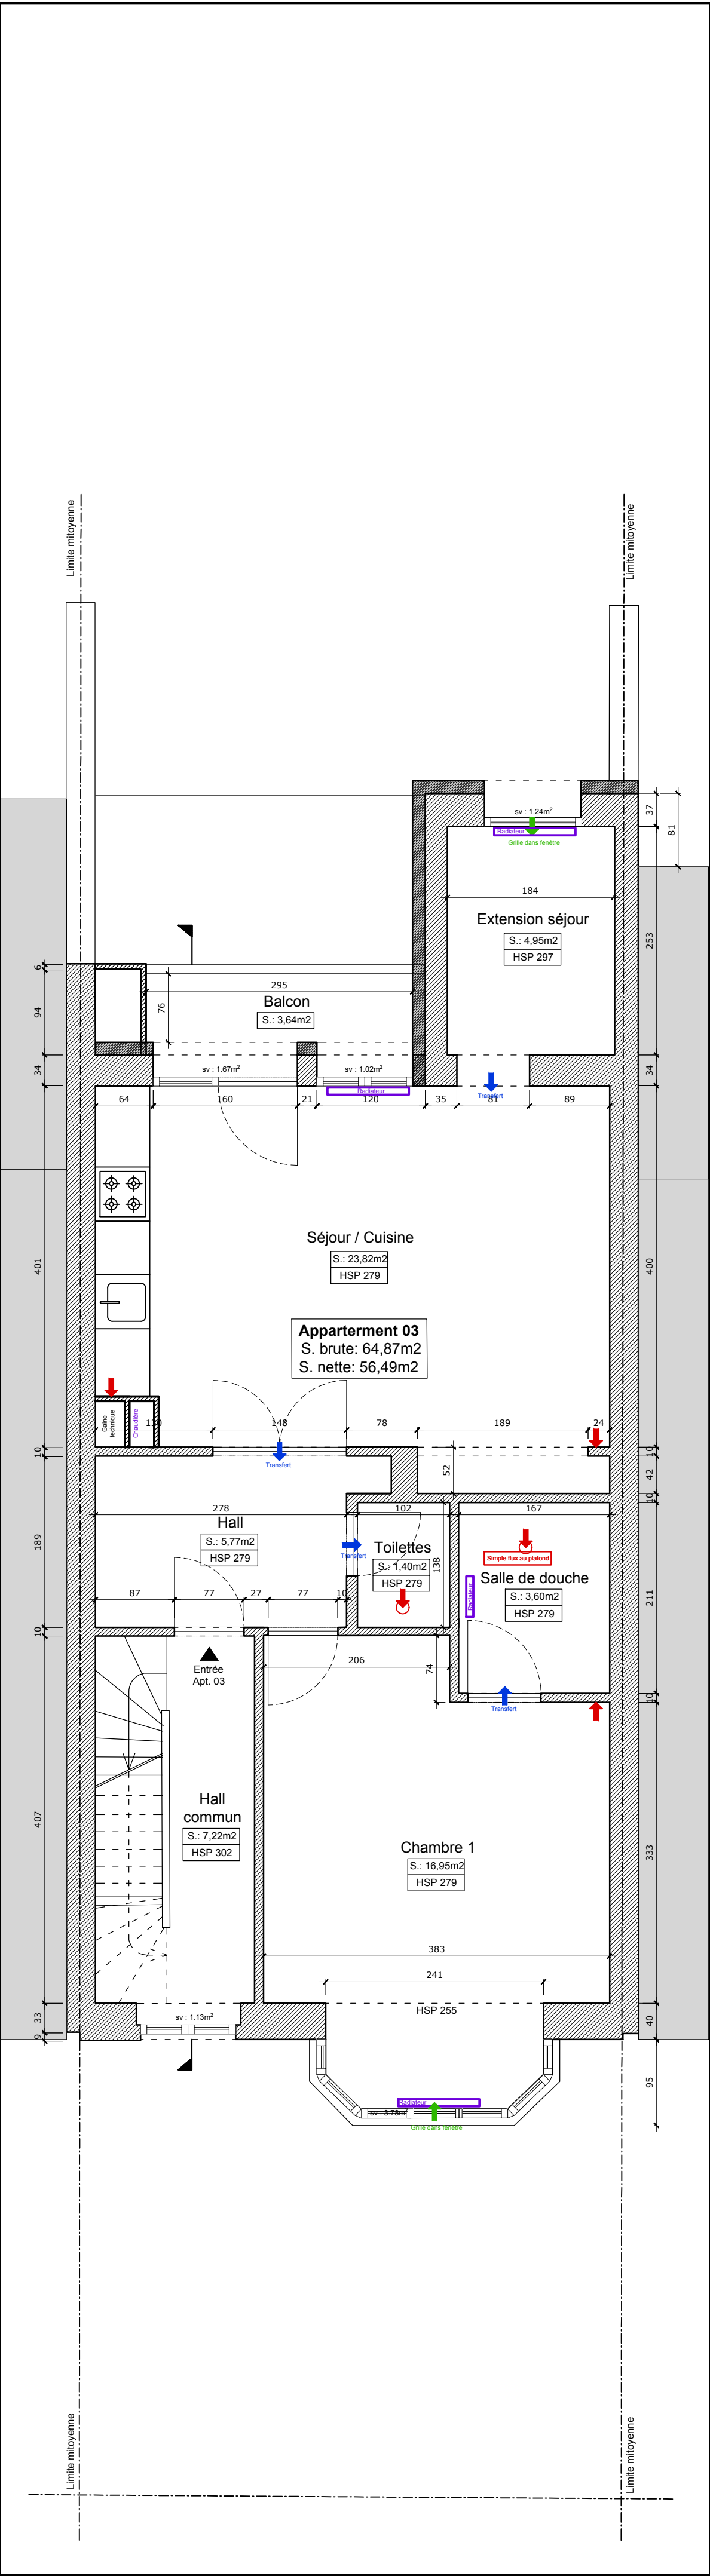 Limite mitoyenne
Limite mitoyenne
sv : 1.24m²
37
81
Radiateur
Grille dans fenêtre
184
Extension séjour
S.: 4,95m2
HSP 297
253
6
295
94
76
Balcon
S.: 3,64m2
34
34
sv : 1.67m²
sv : 1.02m²
Radiateur
Transfert
64
160
21
120
35
81
89
Séjour / Cuisine
S.: 23,82m2
HSP 279
401
400
Apparterment 03
S. brute: 64,87m2
S. nette: 56,49m2
Gaine
technique
Chaudière
148
78
189
24
10
10
Transfert
52
42
10
278
102
167
Hall
S.: 5,77m2
HSP 279
189
Transfert
Toilettes
S.: 1,40m2
HSP 279
138
Simple flux au plafond
Salle de douche
S.: 3,60m2
HSP 279
Radiateur
211
87
77
27
77
10
10
Entrée
Apt. 03
206
74
10
Transfert
Hall
commun
S.: 7,22m2
HSP 302
407
Chambre 1
S.: 16,95m2
HSP 279
333
383
241
HSP 255
33
9
sv : 1.13m²
40
95
Radiateur
sv : 3.78m²
Grille dans fenêtre
Limite mitoyenne
Limite mitoyenne